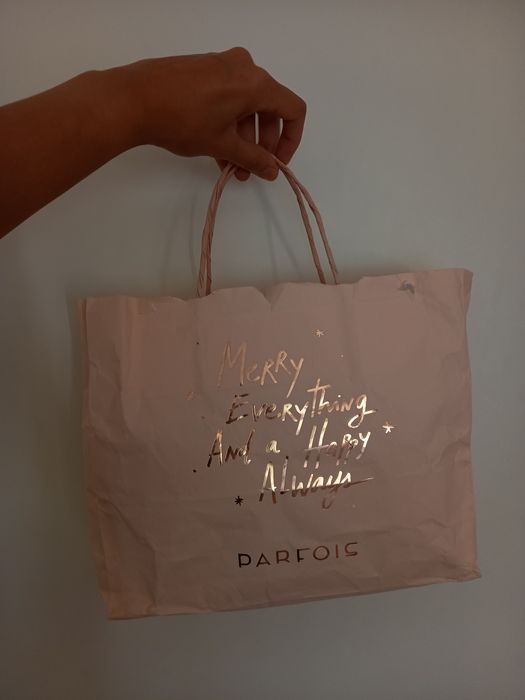 Merry
Everything
And a Happy
Always
PARFOIS